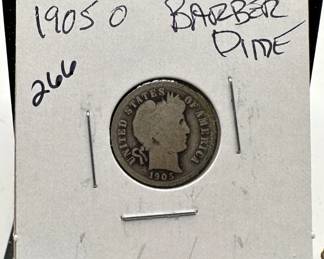 1905 O BARBER
DIME
266
UNITED STATES OF AMERICA
1905